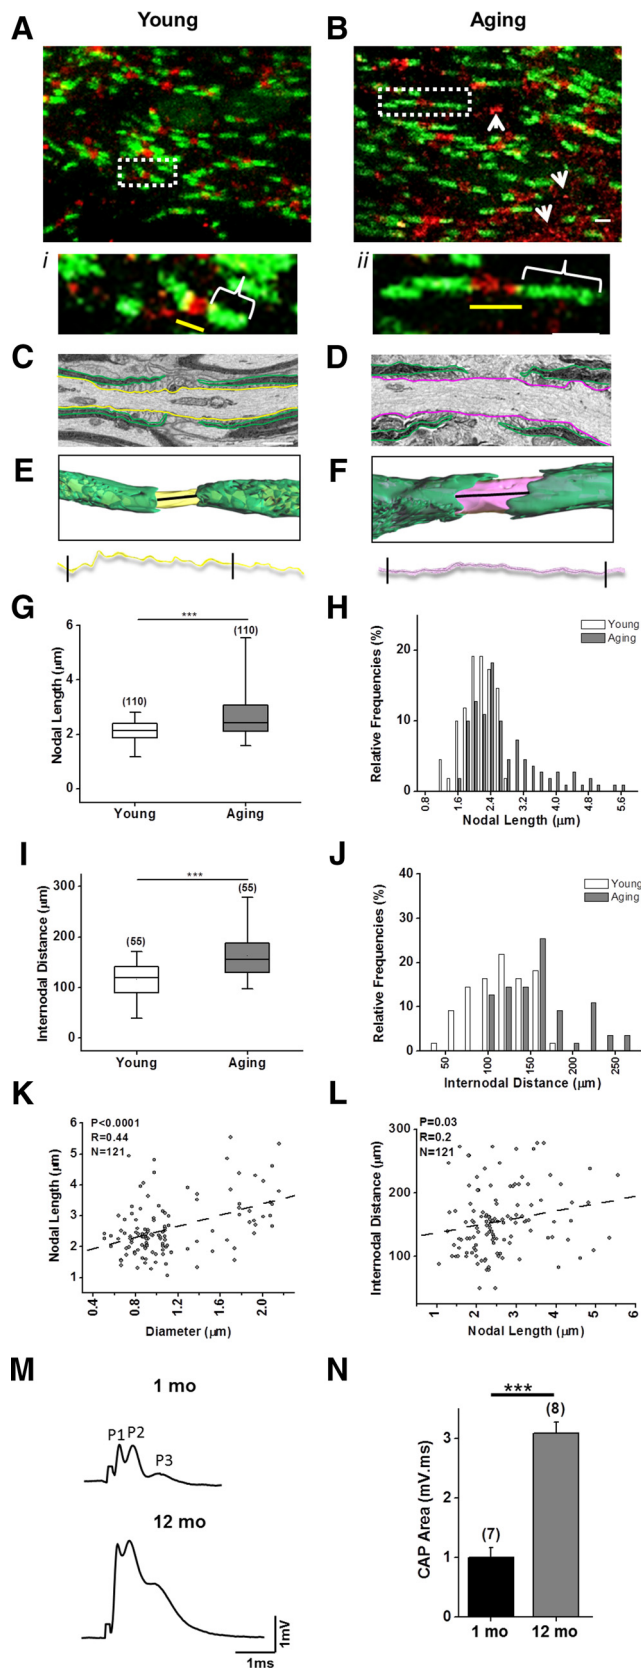 A Young
B Aging
i
ii
C
D
E
F
G
***
(110)
(110)
Nodal Length (μm)
6
4
2
0
Young Aging
H
Young
Aging
Relative Frequencies (%)
20
10
0
0.8 1.6 2.4 3.2 4.0 4.8 5.6
Nodal Length (μm)
I
***
(55)
(55)
Internodal Distance (μm)
300
200
100
0
Young Aging
J
Young
Aging
Relative Frequencies (%)
40
20
10
0
50 100 150 200 250
Internodal Distance (μm)
K
P<0.0001
R=0.44
N=121
Nodal Length (μm)
6
5
4
3
2
1
0.4 0.8 1.2 1.6 2.0
Diameter (μm)
L
P=0.03
R=0.2
N=121
Internodal Distance (μm)
300
200
100
1 2 3 4 5 6
Nodal Length (μm)
M
1 mo
P1 P2
P3
12 mo
1mV
1ms
N
***
(8)
(7)
CAP Area (mV.ms)
3
2
1
0
1 mo 12 mo